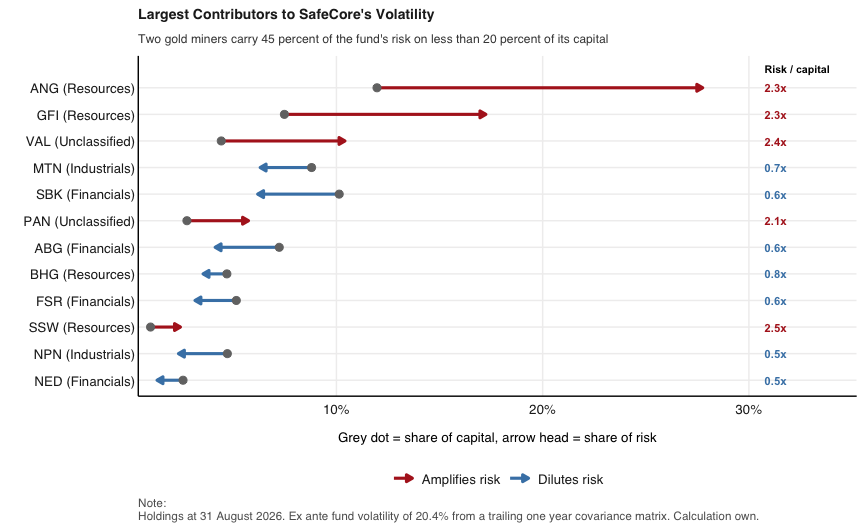 Largest Contributors to SafeCore's Volatility
Two gold miners carry 45 percent of the fund's risk on less than 20 percent of its capital
Risk / capital
ANG (Resources) 2.3x
GFI (Resources) 2.3x
VAL (Unclassified) 2.4x
MTN (Industrials) 0.7x
SBK (Financials) 0.6x
PAN (Unclassified) 2.1x
ABG (Financials) 0.6x
BHG (Resources) 0.8x
FSR (Financials) 0.6x
SSW (Resources) 2.5x
NPN (Industrials) 0.5x
NED (Financials) 0.5x
10% 20% 30%
Grey dot = share of capital, arrow head = share of risk
Amplifies risk Dilutes risk
Note:
Holdings at 31 August 2026. Ex ante fund volatility of 20.4% from a trailing one year covariance matrix. Calculation own.